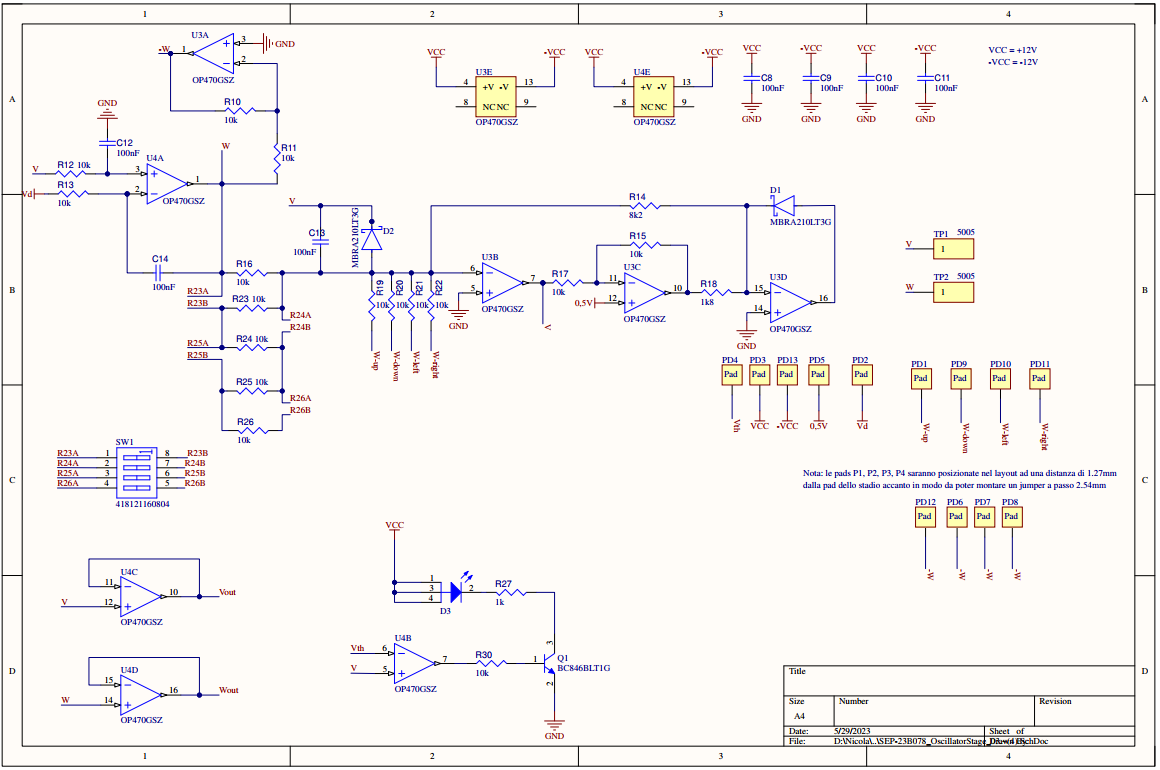 1 2 3 4
A A
B B
C C
D D
1 2 3 4
U3A
-W 1
3 GND
2
OP470GSZ
R10
10k
R11
10k
GND
C12
100nF
U4A
W
V R12 10k 3
1
Vd R13 2
10k
OP470GSZ
C14
100nF
R16
10k
R23A
R23B R23 10k
R24A
R24B
R25A R24 10k
R25B
R25 10k
R26A
R26B
R26
10k
V
C13
100nF
MBRA210LT3G
D2
R19 10k
R20 10k
R21 10k
R22 10k
W-up
W-down
W-left
W-right
U3B
6
5
7
OP470GSZ
GND
V
R14
8k2
R15
10k
R17
10k
U3C
11
0,5V 12
10
OP470GSZ
R18
1k8
D1
MBRA210LT3G
U3D
15
14
16
OP470GSZ
GND
VCC -VCC
U3E
4 +V -V 13
8 NC NC 9
OP470GSZ
VCC -VCC
U4E
4 +V -V 13
8 NC NC 9
OP470GSZ
VCC -VCC VCC -VCC
C8 C9 C10 C11
100nF 100nF 100nF 100nF
GND GND GND GND
VCC = +12V
-VCC = -12V
TP1 5005
V 1
TP2 5005
W 1
PD4 PD3 PD13 PD5 PD2
Pad Pad Pad Pad Pad
Vth VCC -VCC 0,5V Vd
PD1 PD9 PD10 PD11
Pad Pad Pad Pad
W-up W-down W-left W-right
Nota: le pads P1, P2, P3, P4 saranno posizionate nel layout ad una distanza di 1.27mm
dalla pad dello stadio accanto in modo da poter montare un jumper a passo 2.54mm
PD12 PD6 PD7 PD8
Pad Pad Pad Pad
-W -W -W -W
SW1
R23A 1 8 R23B
R24A 2 7 R24B
R25A 3 6 R25B
R26A 4 5 R26B
418121160804
U4C
11
V 12
10 Vout
OP470GSZ
U4D
15
W 14
16 Wout
OP470GSZ
VCC
1
3
4
2
D3
R27
1k
U4B
Vth 6
V 5
7
OP470GSZ
R30
10k
1
3
2
Q1
BC846BLT1G
GND
Title
Size Number Revision
A4
Date: 5/29/2023 Sheet of
File: D:\Nicola\..\SEP-23B078_OscillatorStage